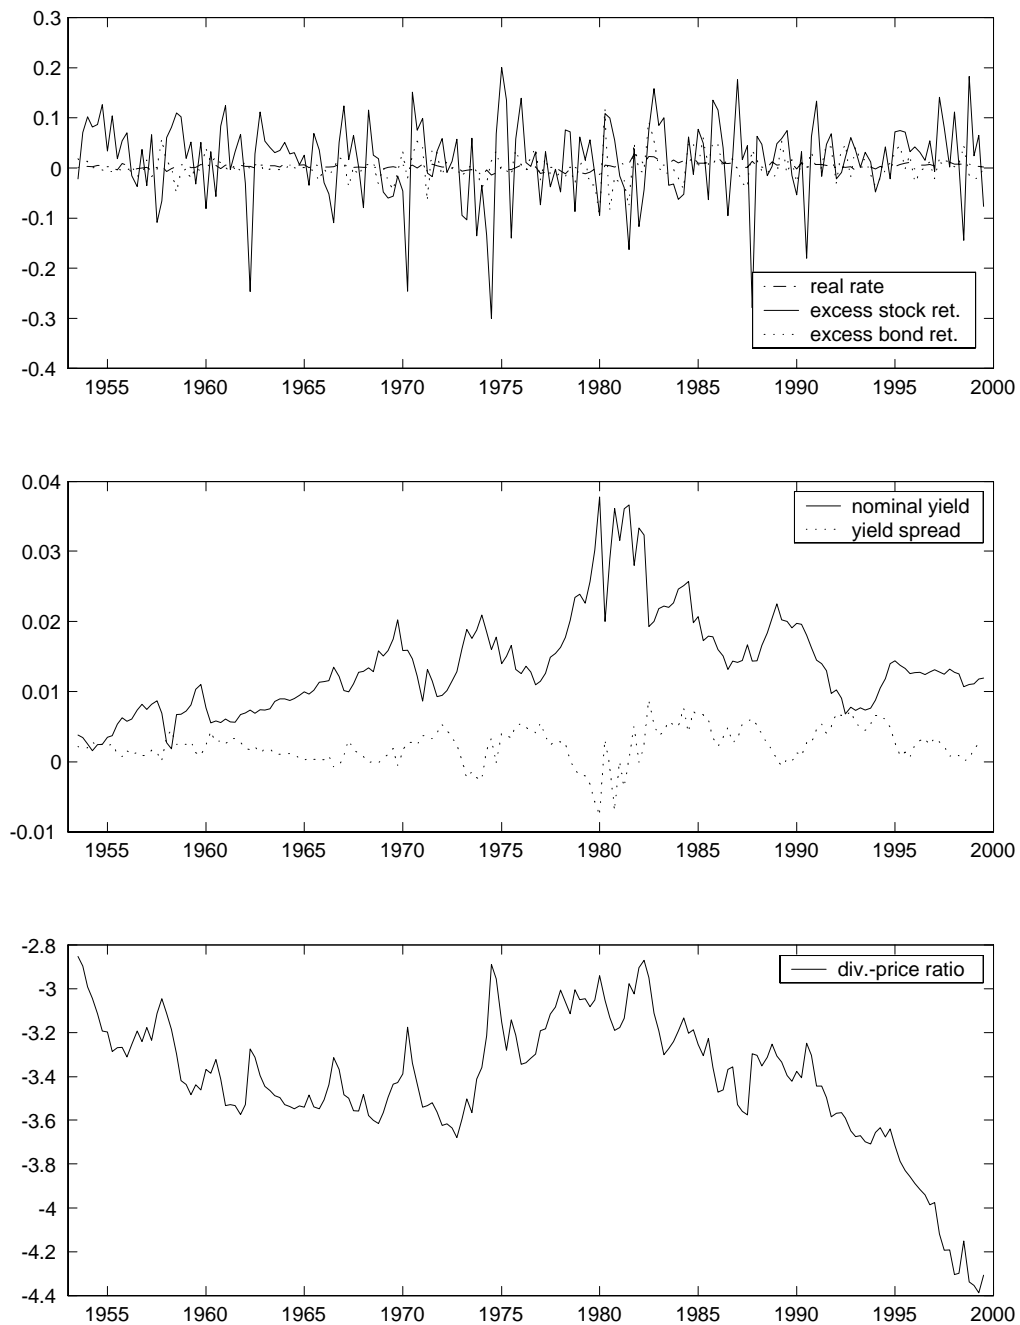 0.3
0.2
0.1
0
-0.1
-0.2
-0.3
-0.4
real rate
excess stock ret.
excess bond ret.
1955 1960 1965 1970 1975 1980 1985 1990 1995 2000
0.04
0.03
0.02
0.01
0
-0.01
nominal yield
yield spread
1955 1960 1965 1970 1975 1980 1985 1990 1995 2000
-2.8
-3
-3.2
-3.4
-3.6
-3.8
-4
-4.2
-4.4
div.-price ratio
1955 1960 1965 1970 1975 1980 1985 1990 1995 2000